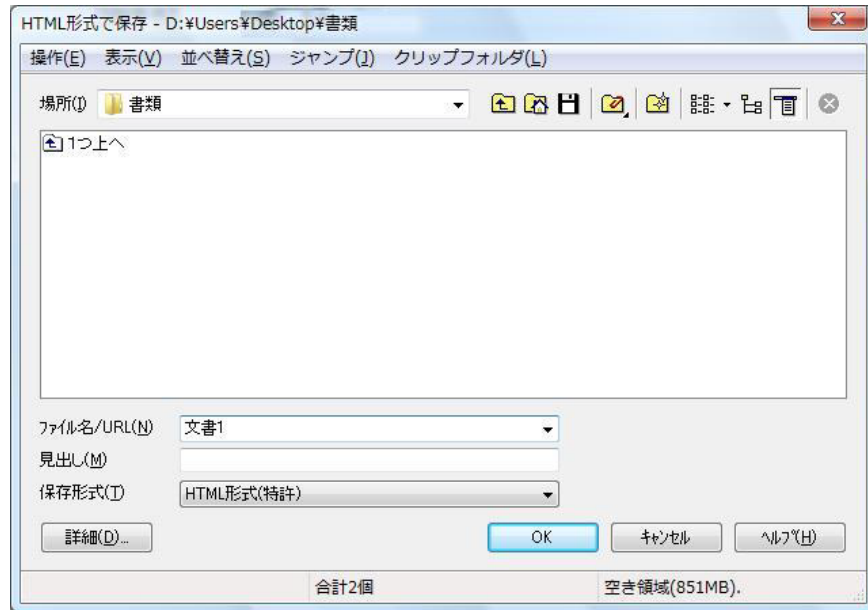 HTML形式で保存 - D:¥Users¥Desktop¥書類
操作(E) 表示(V) 並べ替え(S) ジャンプ(J) クリップフォルダ(L)
場所(I) 書類
1つ上へ
ファイル名/URL(N) 文書1
見出し(M)
保存形式(T) HTML形式(特許)
詳細(D)... OK キャンセル ヘルプ(H)
合計2個 空き領域(851MB).